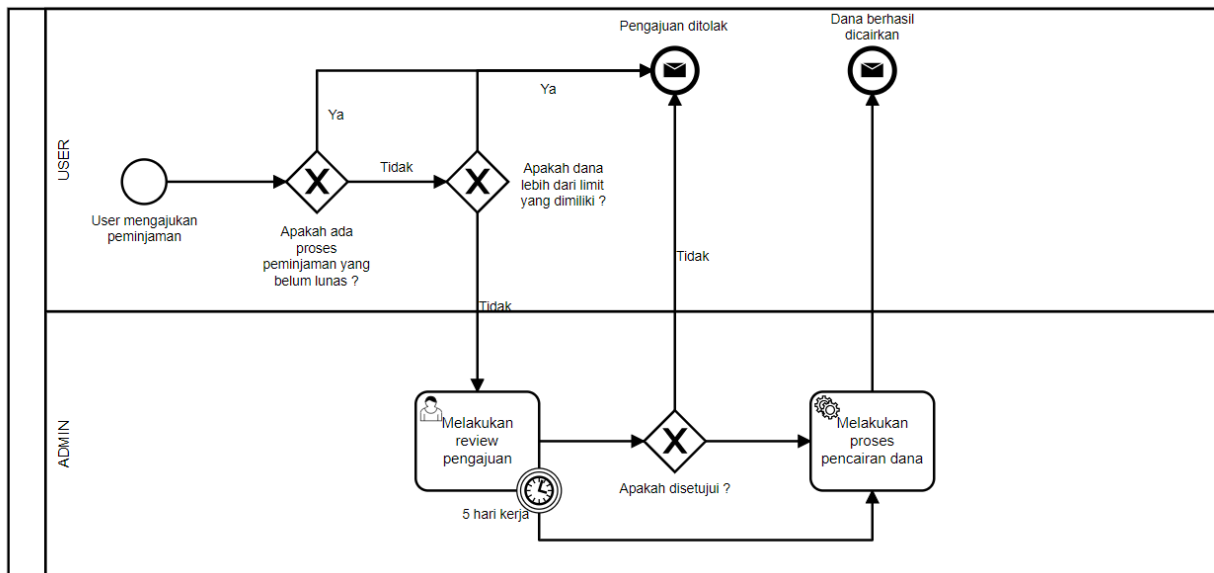 Pengajuan ditolak
Dana berhasil
dicairkan
Ya
Ya
USER
Tidak
Apakah dana
lebih dari limit
yang dimiliki ?
User mengajukan
peminjaman
Apakah ada
proses
peminjaman yang
belum lunas ?
Tidak
Tidak
ADMIN
Melakukan
review
pengajuan
Melakukan
proses
pencairan dana
Apakah disetujui ?
5 hari kerja